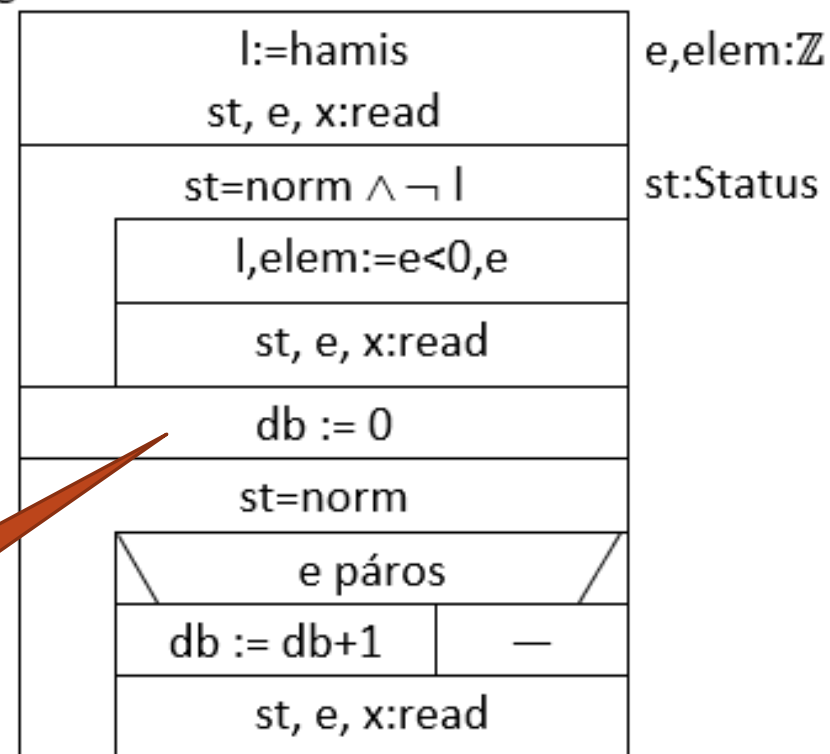 l:=hamis
e,elem:ℤ
st, e, x:read
st=norm ∧ ¬ l
st:Status
l,elem:=e<0,e
st, e, x:read
db := 0
st=norm
e páros
db := db+1
—
st, e, x:read